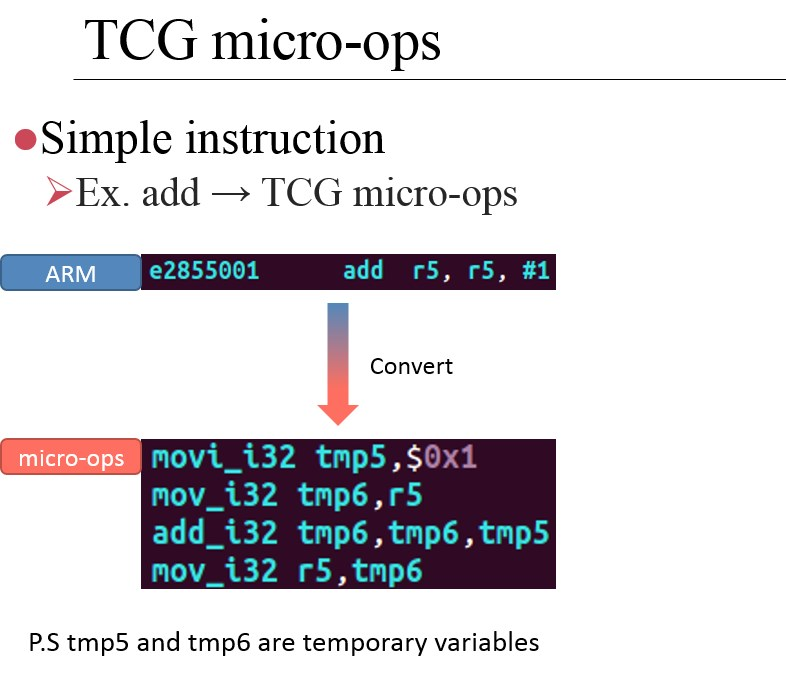 TCG micro-ops
●Simple instruction
➢Ex. add → TCG micro-ops
ARM
e2855001 add r5, r5, #1
Convert
micro-ops
movi_i32 tmp5,$0x1
mov_i32 tmp6,r5
add_i32 tmp6,tmp6,tmp5
mov_i32 r5,tmp6
P.S tmp5 and tmp6 are temporary variables